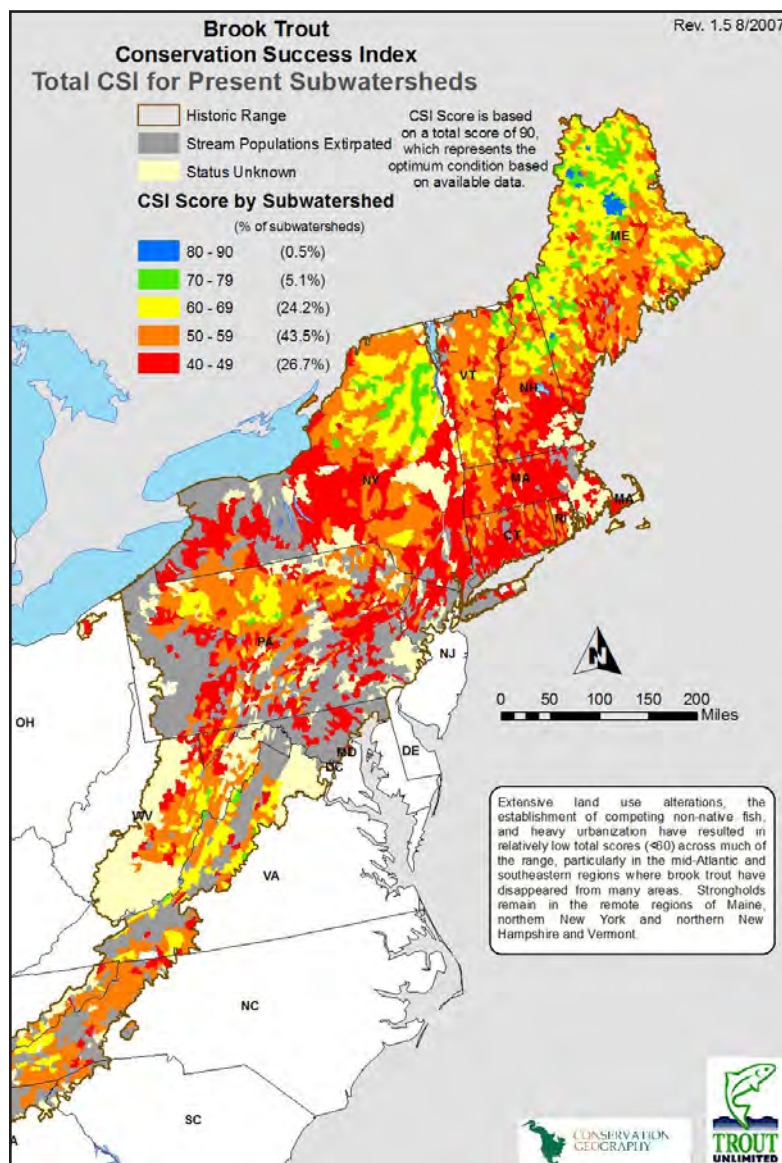 Brook Trout
Conservation Success Index
Total CSI for Present Subwatersheds
Rev. 1.5 8/2007
Historic Range
Stream Populations Extirpated
Status Unknown
CSI Score is based
on a total score of 90,
which represents the
optimum condition based
on available data.
CSI Score by Subwatershed
(% of subwatersheds)
80 - 90 (0.5%)
70 - 79 (5.1%)
60 - 69 (24.2%)
50 - 59 (43.5%)
40 - 49 (26.7%)
ME
VT
NH
NY
MA
MA
CT
RI
PA
NJ
OH
MD
DE
DC
WV
VA
NC
SC
A
N
0 50 100 150 200
Miles
Extensive land use alterations, the
establishment of competing non-native fish,
and heavy urbanization have resulted in
relatively low total scores (<60) across much
of the range, particularly in the mid-Atlantic and
southeastern regions where brook trout have
disappeared from many areas. Strongholds
remain in the remote regions of Maine,
northern New York and northern New
Hampshire and Vermont.
CONSERVATION
GEOGRAPHY
TROUT
UNLIMITED